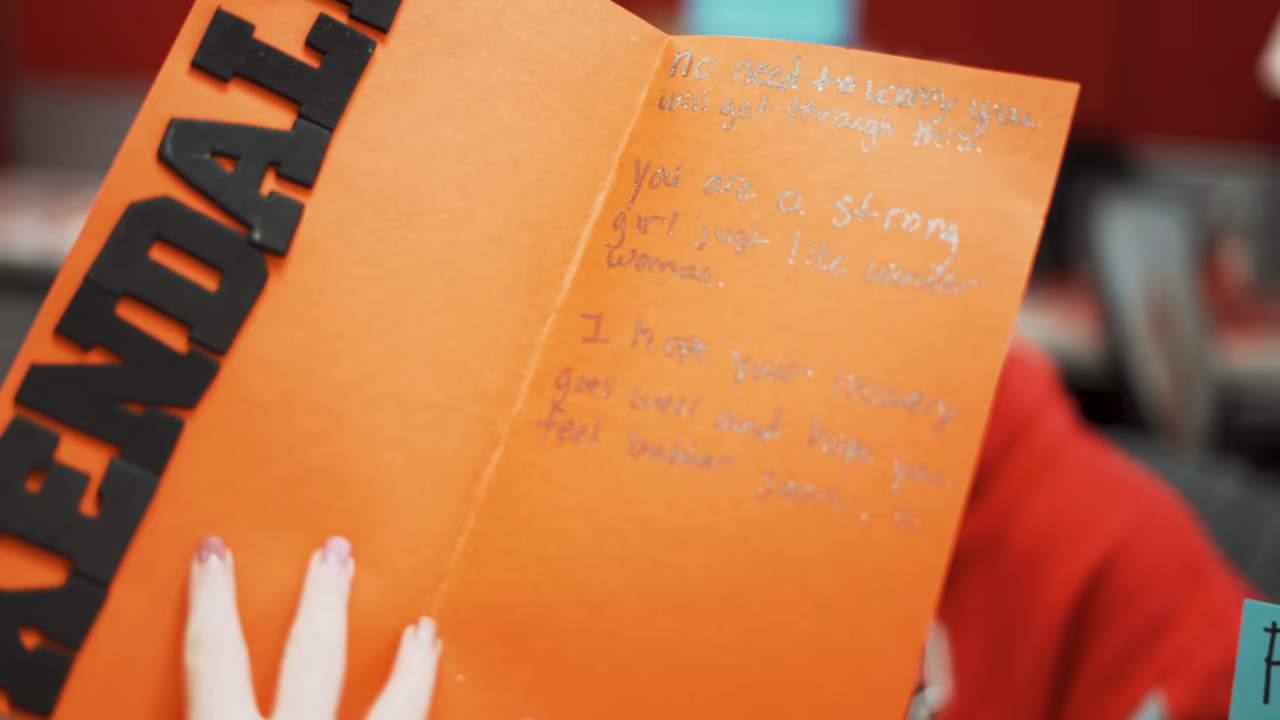 KENDAL
no need to worry you
will get through this.
you are a strong
girl just like wonder
woman.
I hope your recovery
goes well and hope you
feel better soon..